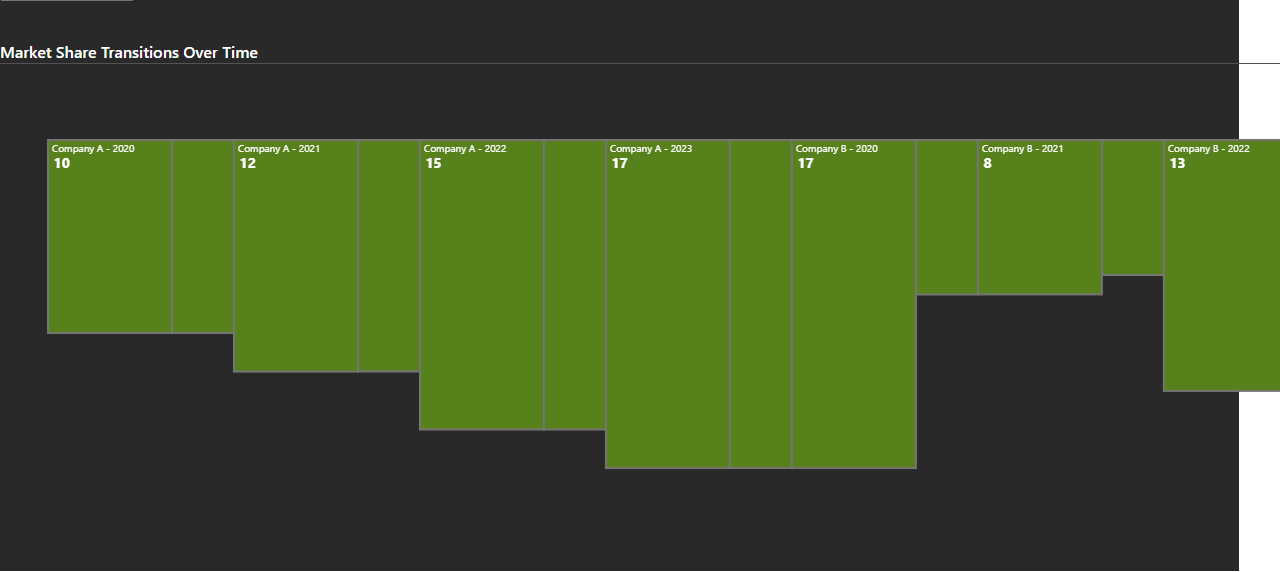 Market Share Transitions Over Time
Company A - 2020
10
Company A - 2021
12
Company A - 2022
15
Company A - 2023
17
Company B - 2020
17
Company B - 2021
8
Company B - 2022
13